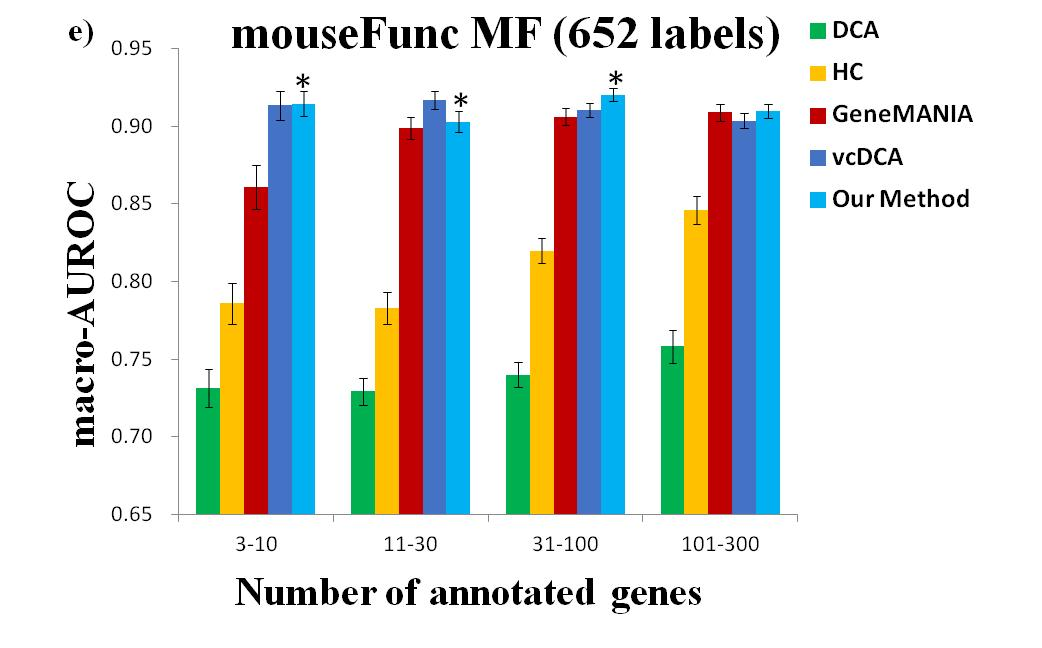 e)
mouseFunc MF (652 labels)
DCA
HC
GeneMANIA
vcDCA
Our Method
macro-AUROC
0.95
0.90
0.85
0.80
0.75
0.70
0.65
*
*
*
3-10
11-30
31-100
101-300
Number of annotated genes